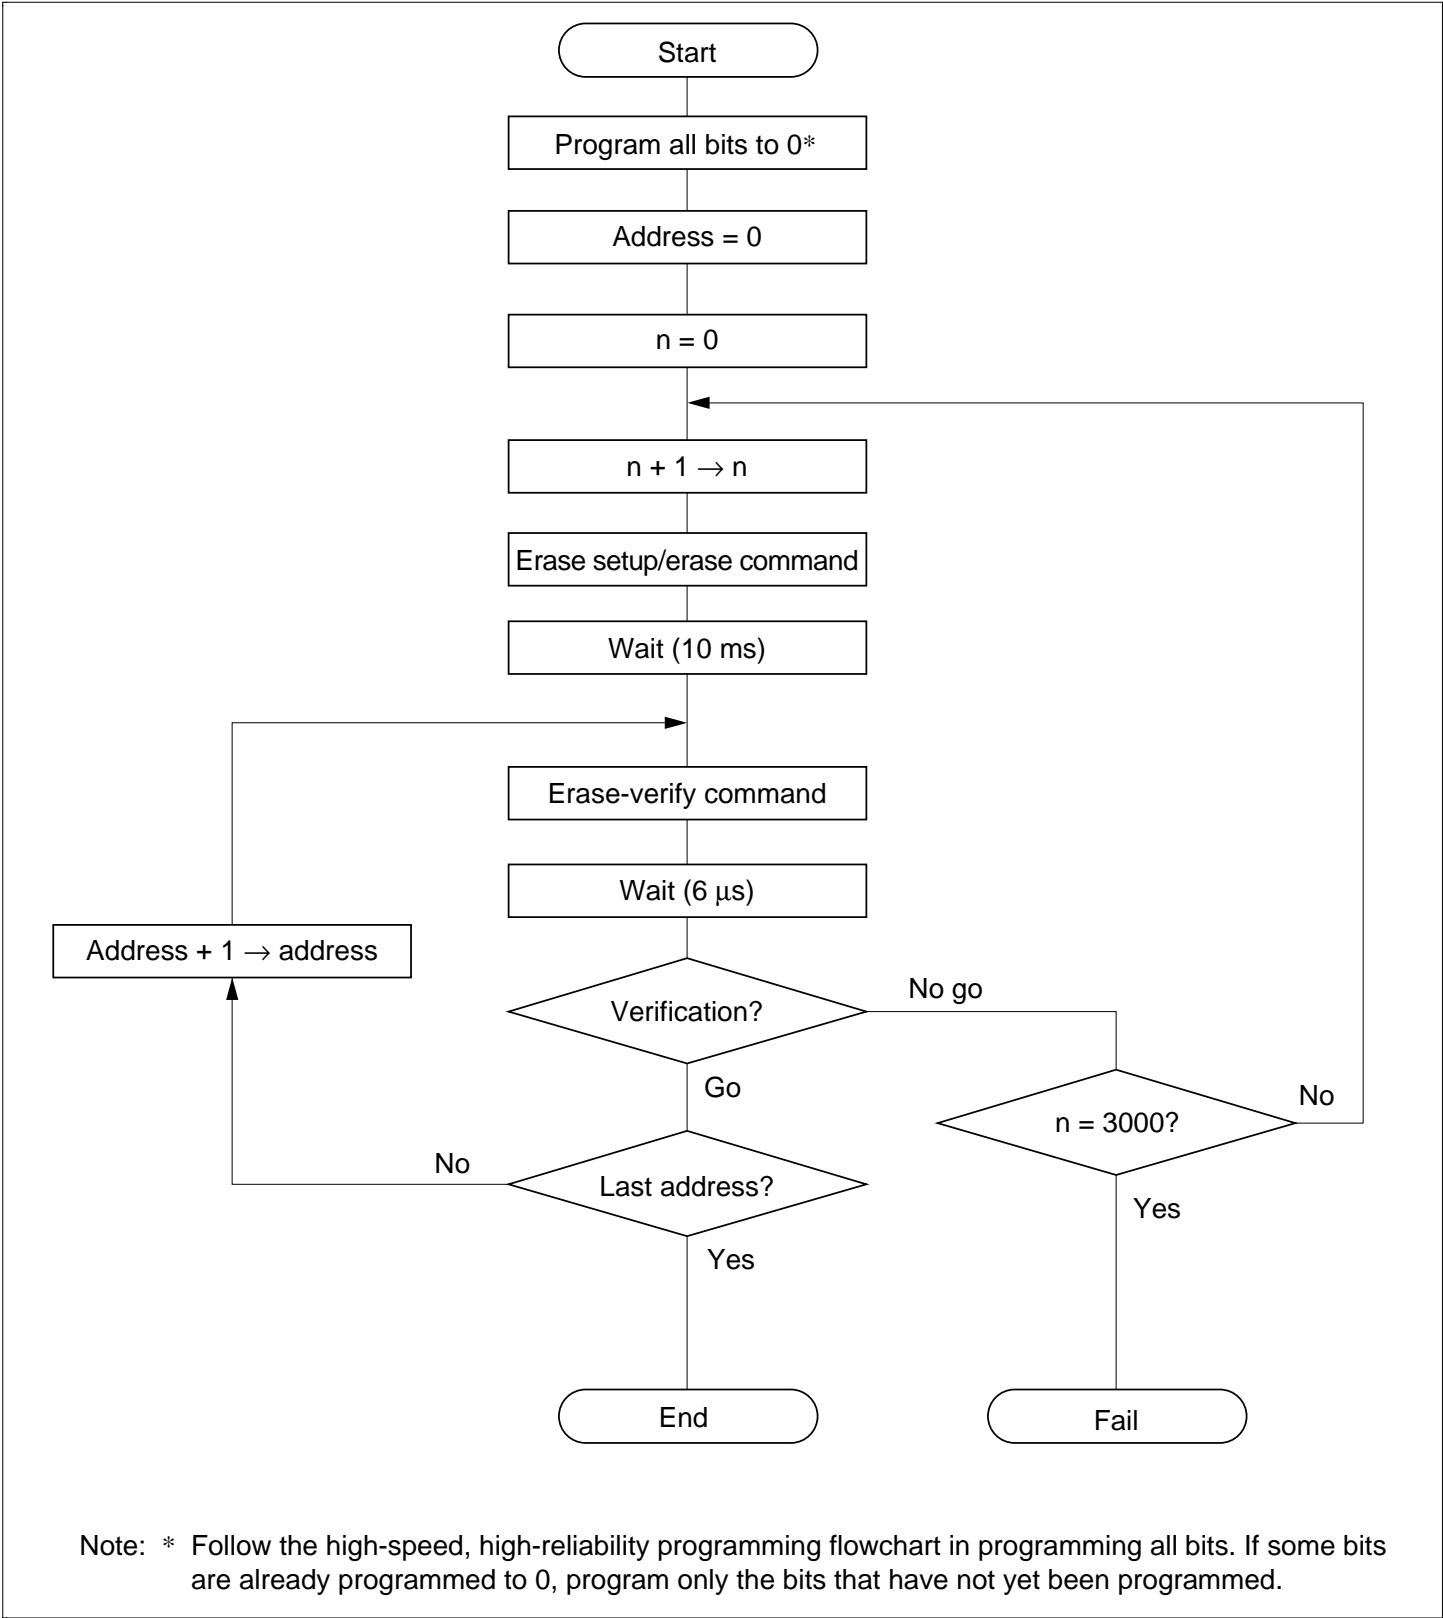 Start
Program all bits to 0*
Address = 0
n = 0
n + 1 → n
Erase setup/erase command
Wait (10 ms)
Erase-verify command
Wait (6 µs)
Address + 1 → address
Verification?
No go
Go
n = 3000?
No
Last address?
No
Yes
Yes
End
Fail
Note: * Follow the high-speed, high-reliability programming flowchart in programming all bits. If some bits
are already programmed to 0, program only the bits that have not yet been programmed.